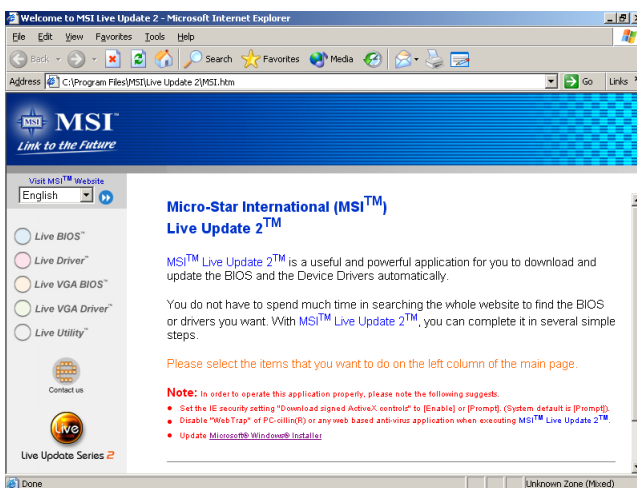 Welcome to MSI Live Update 2 - Microsoft Internet Explorer
File Edit View Favorites Tools Help
Back Search Favorites Media
Address C:\Program Files\MSI\Live Update 2\MSI.htm Go Links »
MSI MSI™
Link to the Future
Visit MSI™ Website
English
Live BIOS™
Live Driver™
Live VGA BIOS™
Live VGA Driver™
Live Utility™
Contact us
Live
Live Update Series 2
Micro-Star International (MSI™)
Live Update 2™
MSI™ Live Update 2™ is a useful and powerful application for you to download and
update the BIOS and the Device Drivers automatically.
You do not have to spend much time in searching the whole website to find the BIOS
or drivers you want. With MSI™ Live Update 2™, you can complete it in several simple
steps.
Please select the items that you want to do on the left column of the main page.
Note: In order to operate this application properly, please note the following suggests.
Set the IE security setting "Download signed ActiveX controls" to [Enable] or [Prompt]. (System default is [Prompt]).
Disable "WebTrap" of PC-cillin(R) or any web based anti-virus application when executing MSI™ Live Update 2™.
Update Microsoft® Windows® Installer
Done Unknown Zone (Mixed)